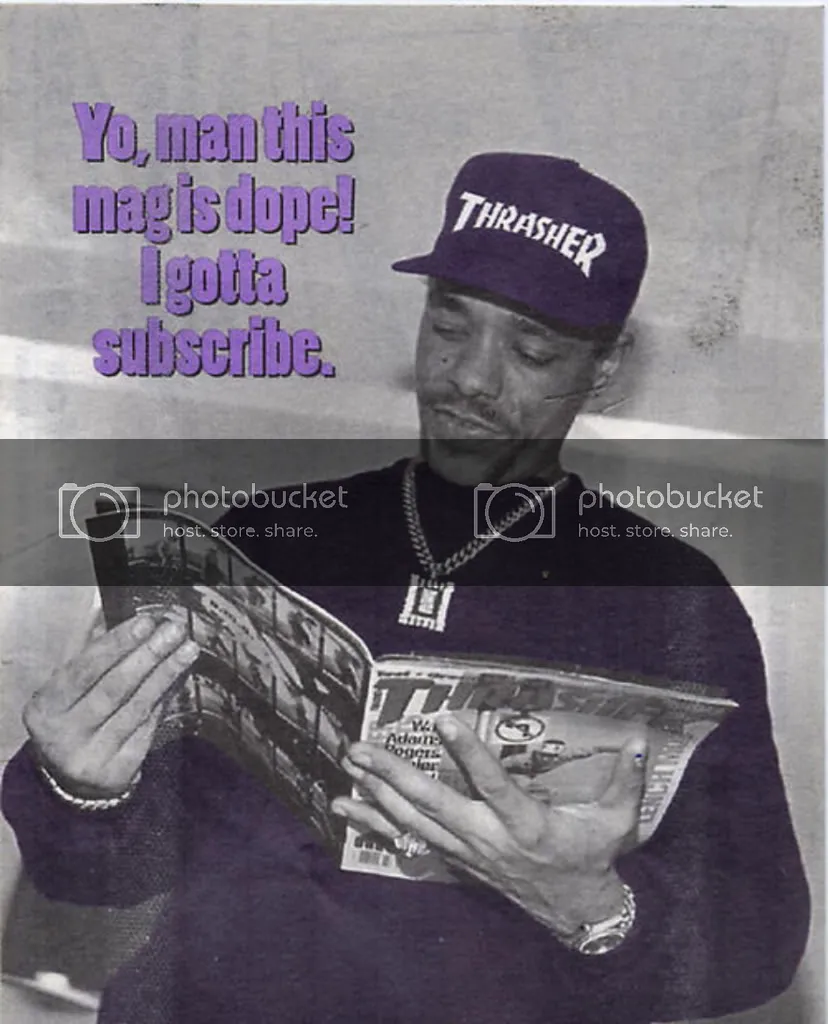 Yo, man this
mag is dope!
I gotta
subscribe.
THRASHER
photobucket
host. store. share.
photobucket
host. store. share.
THRASHER
Adams
Rogers